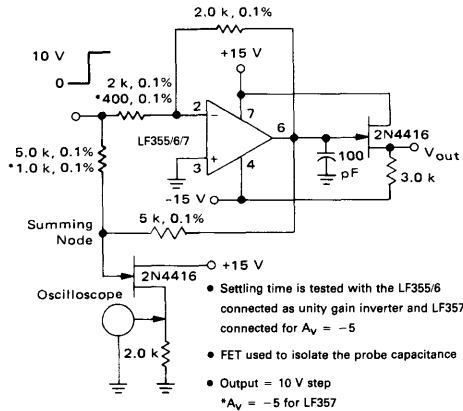 2.0 k, 0.1%
+15 V
10 V
0
2 k, 0.1%
*400, 0.1%
2
7
6
3
4
LF355/6/7
2N4416
Vout
100
pF
3.0 k
5.0 k, 0.1%
*1.0 k, 0.1%
-15 V
5 k, 0.1%
Summing
Node
+15 V
2N4416
Oscilloscope
2.0 k
• Settling time is tested with the LF355/6
connected as unity gain inverter and LF357
connected for Av = -5
• FET used to isolate the probe capacitance
• Output = 10 V step
*Av = -5 for LF357